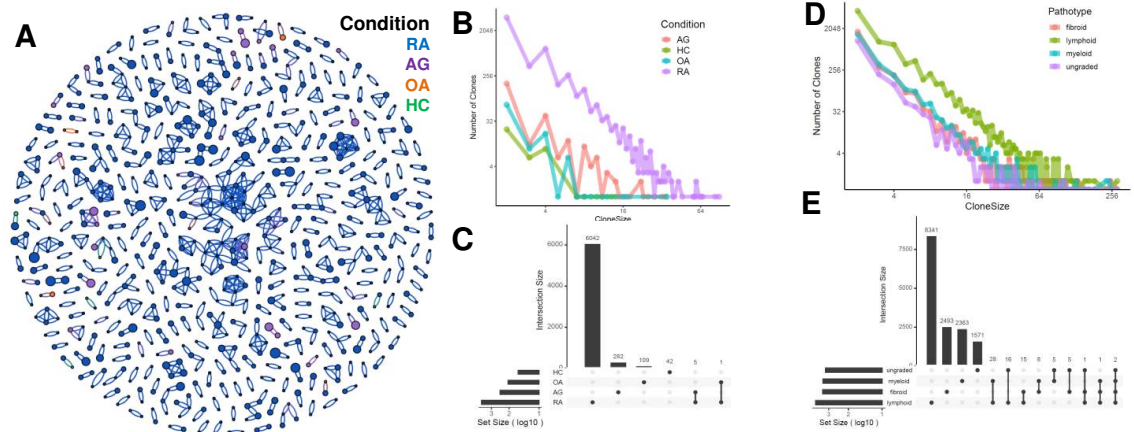 A
Condition
RA
AG
OA
HC
B
Number of Clones
2048
256
32
4
4
16
64
CloneSize
Condition
AG
HC
OA
RA
C
Intersection Size
6000
4000
2000
0
6042
282
109
42
5
1
HC
OA
AG
RA
3
2
1
Set Size ( log10 )
D
Number of Clones
2048
256
32
4
4
16
64
256
CloneSize
Pathotype
fibroid
lymphoid
myeloid
ungraded
E
Intersection Size
7500
5000
2500
0
8341
2493
2363
1571
28
16
15
6
5
5
1
1
2
ungraded
myeloid
fibroid
lymphoid
3
2
1
Set Size ( log10 )